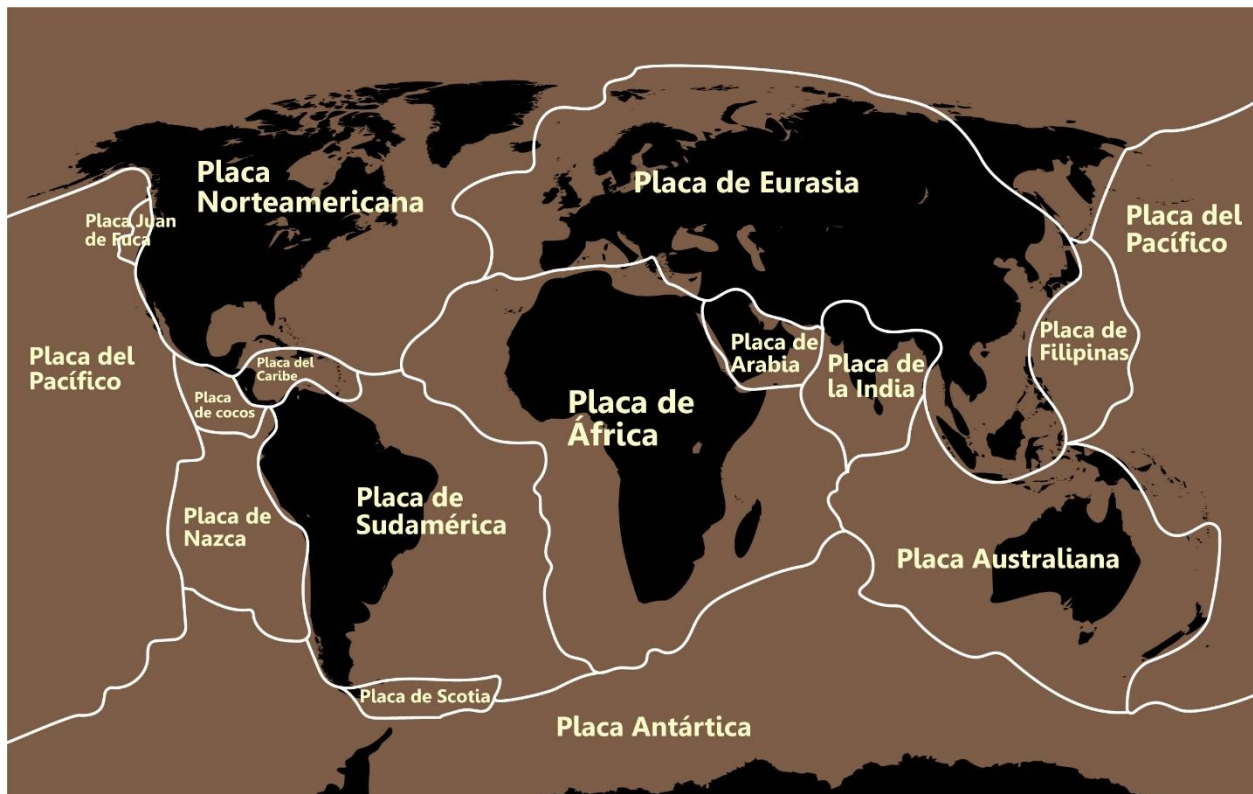 Placa
Norteamericana
Placa de Eurasia
Placa Juan
de Fuca
Placa del
Pacífico
Placa del
Pacífico
Placa de
Filipinas
Placa de
Arabia
Placa de
la India
Placa del
Caribe
Placa
de cocos
Placa de
África
Placa de
Sudamérica
Placa de
Nazca
Placa Australiana
Placa de Scotia
Placa Antártica